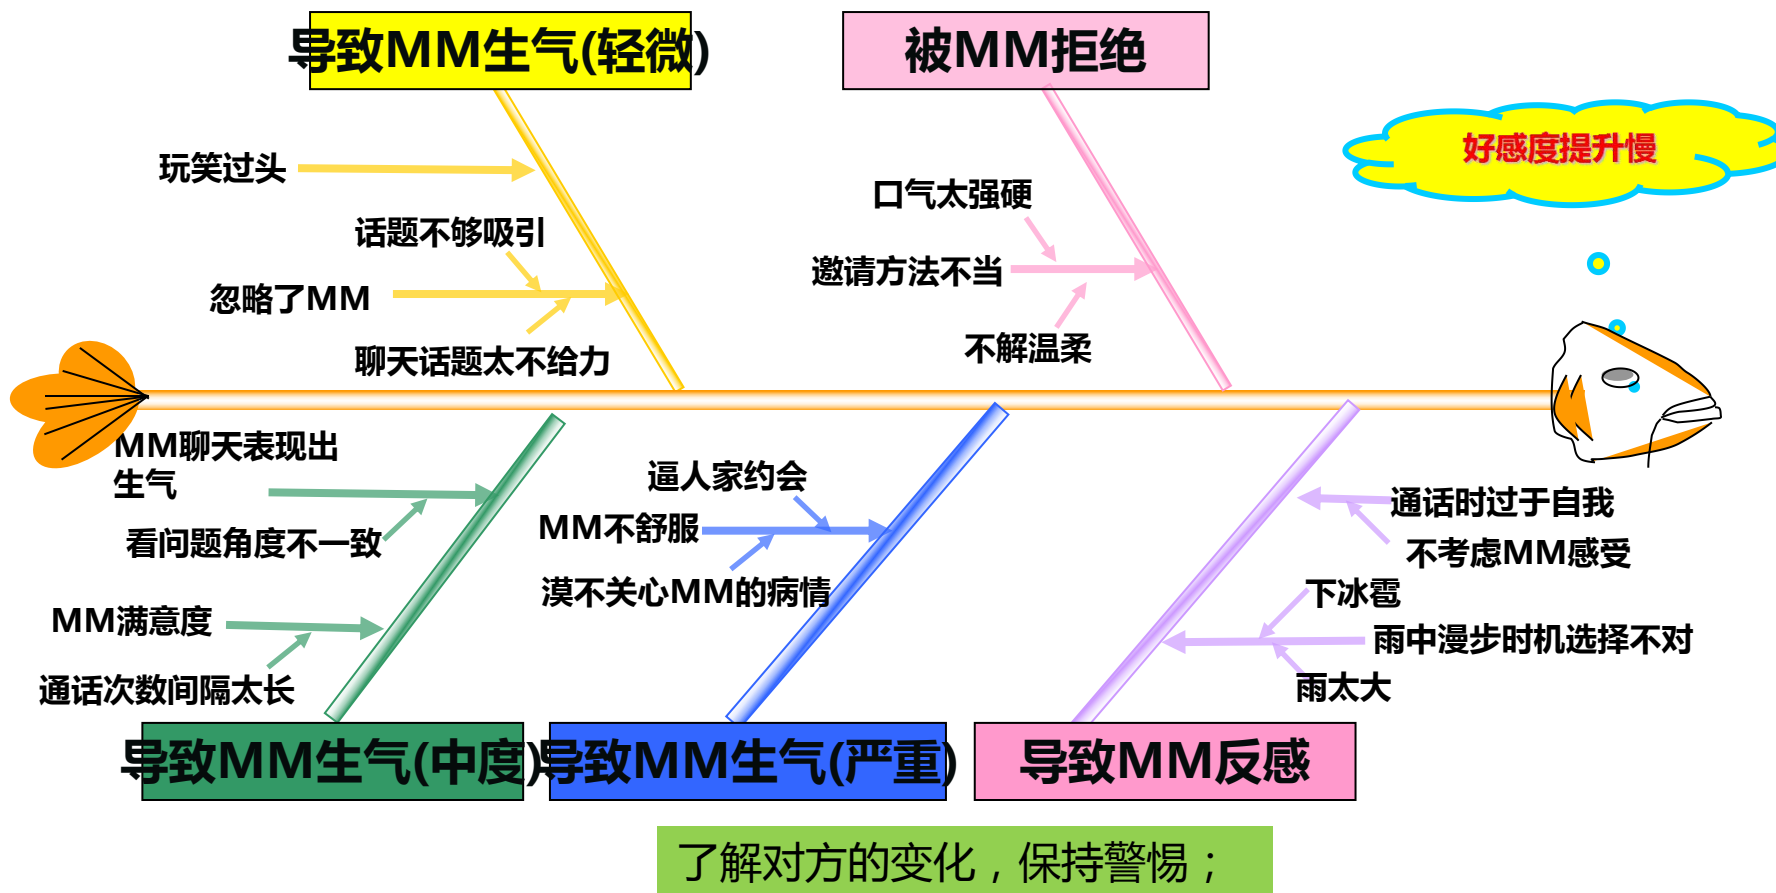 导致MM生气(轻微)
被MM拒绝
好感度提升慢
玩笑过头
口气太强硬
话题不够吸引
邀请方法不当
忽略了MM
不解温柔
聊天话题太不给力
MM聊天表现出
生气
逼人家约会
通话时过于自我
MM不舒服
看问题角度不一致
不考虑MM感受
漠不关心MM的病情
下冰雹
MM满意度
雨中漫步时机选择不对
通话次数间隔太长
雨太大
导致MM生气(中度)
导致MM生气(严重)
导致MM反感
了解对方的变化，保持警惕；